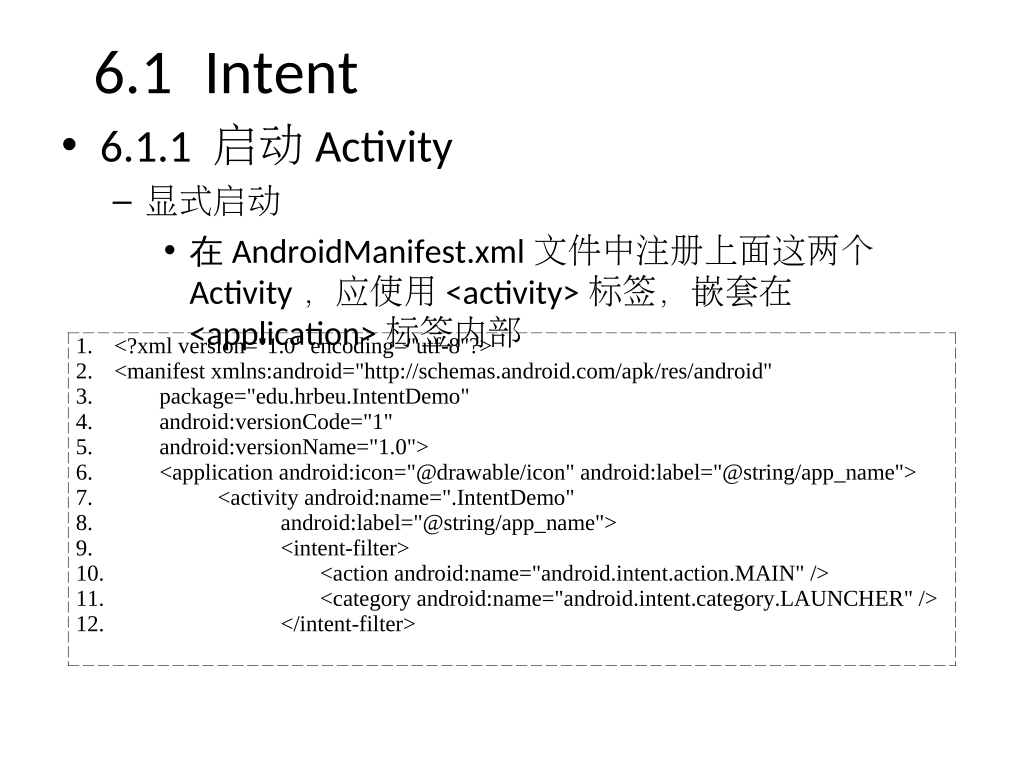 6.1 Intent
• 6.1.1 启动 Activity
– 显式启动
• 在 AndroidManifest.xml 文件中注册上面这两个
Activity ，应使用 <activity> 标签，嵌套在
<application> 标签内部
1. <?xml version="1.0" encoding="utf-8"?>
2. <manifest xmlns:android="http://schemas.android.com/apk/res/android"
3. package="edu.hrbeu.IntentDemo"
4. android:versionCode="1"
5. android:versionName="1.0">
6. <application android:icon="@drawable/icon" android:label="@string/app_name">
7. <activity android:name=".IntentDemo"
8. android:label="@string/app_name">
9. <intent-filter>
10. <action android:name="android.intent.action.MAIN" />
11. <category android:name="android.intent.category.LAUNCHER" />
12. </intent-filter>